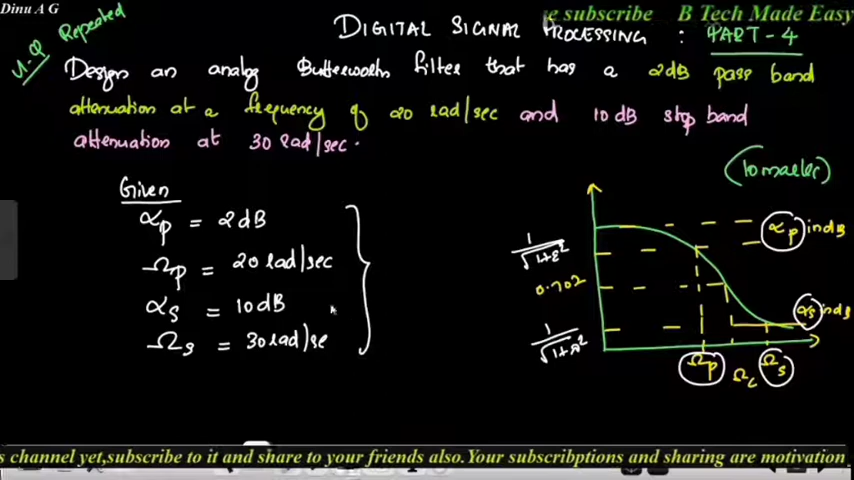 Dinu A G
e subscribe B Tech Made Easy
U.Q Repeated
DIGITAL SIGNAL PROCESSING : PART - 4
Design an analog Butterworth filter that has a 2dB pass band
attenuation at a frequency of 20 rad/sec and 10 dB stop band
attenuation at 30 rad/sec.
(10 marks)
Given
αp = 2dB
Ωp = 20 rad/sec
αs = 10dB
Ωs = 30 rad/se
αp in dB
1/√1+ε²
0.707
αs in dB
1/√1+λ²
Ωp Ωc Ωs
s channel yet,subscribe to it and share to your friends also.Your subscribptions and sharing are motivation